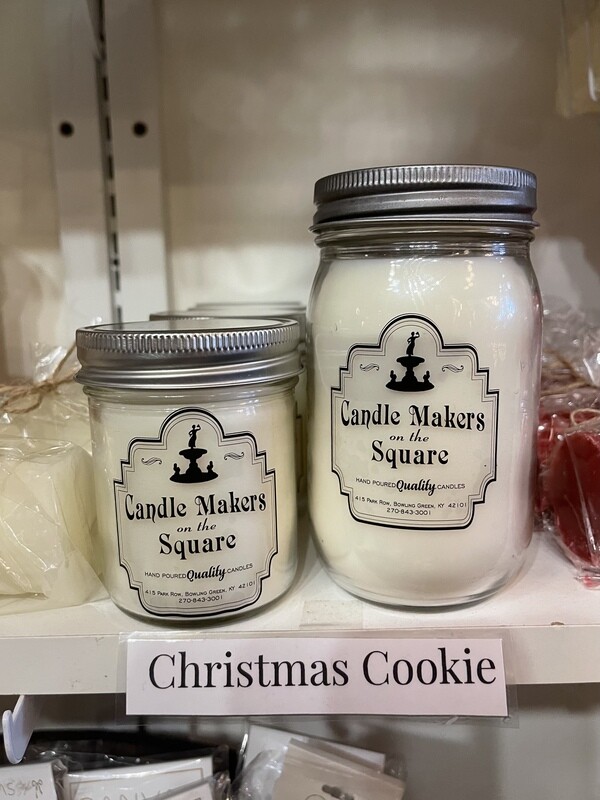 Candle Makers
on the
Square
HAND POURED Quality CANDLES
415 Park Row, Bowling Green, KY 42101
270-843-3001
Candle Makers
on the
Square
HAND POURED Quality CANDLES
415 Park Row, Bowling Green, KY 42101
270-843-3001
Christmas Cookie